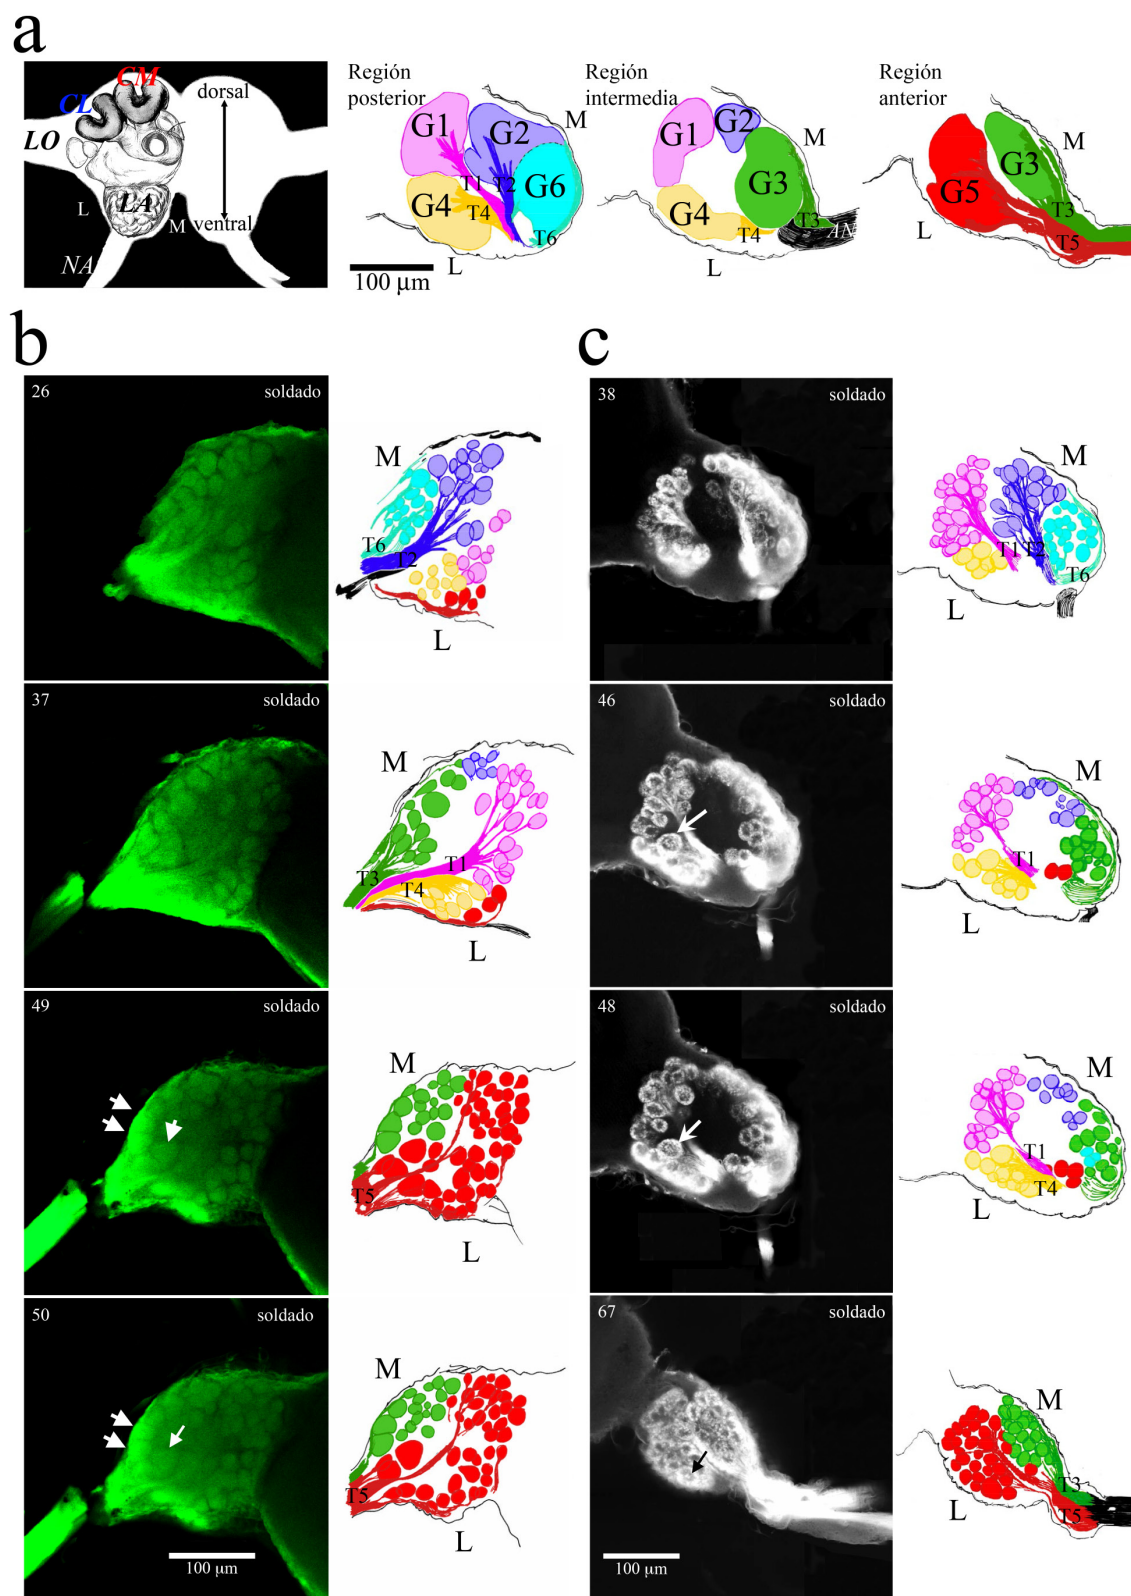 a
CM
CL
dorsal
LO
L
LA
M
ventral
NA
Región
posterior
G1
G2
M
T1
T2
G6
G4
T4
T6
L
100 µm
Región
intermedia
G1
G2
M
G3
G4
T3
T4
AN
L
Región
anterior
M
G3
G5
T3
T5
L
b
26
soldado
M
T6
T2
L
37
soldado
M
T1
T3
T4
L
49
soldado
M
T5
L
50
soldado
M
T5
L
100 µm
c
38
soldado
M
T1
T2
T6
L
46
soldado
M
T1
L
48
soldado
M
T1
T4
L
67
soldado
M
T3
T5
L
100 µm